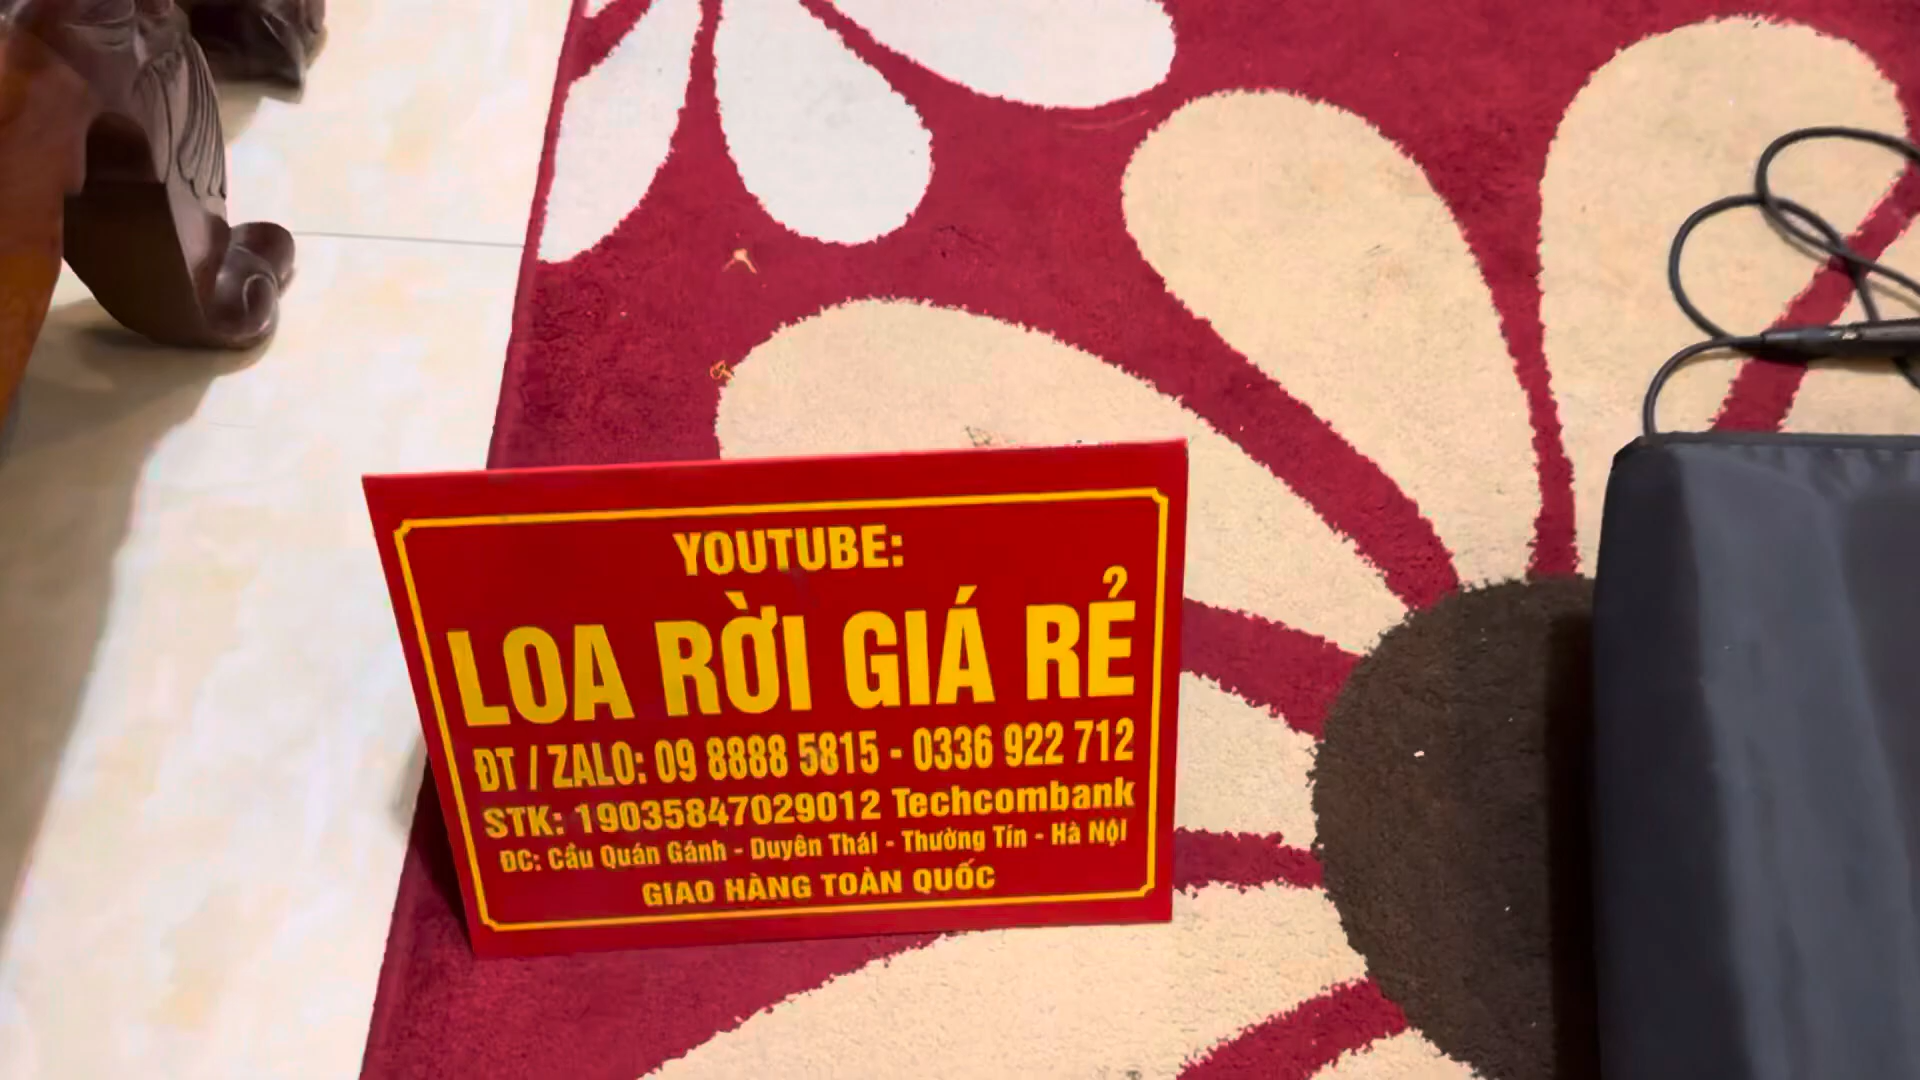 YOUTUBE:
LOA RỜI GIÁ RẺ
ĐT / ZALO: 09 8888 5815 - 0336 922 712
STK: 19035847029012 Techcombank
ĐC: Cầu Quán Gánh - Duyên Thái - Thường Tín - Hà Nội
GIAO HÀNG TOÀN QUỐC